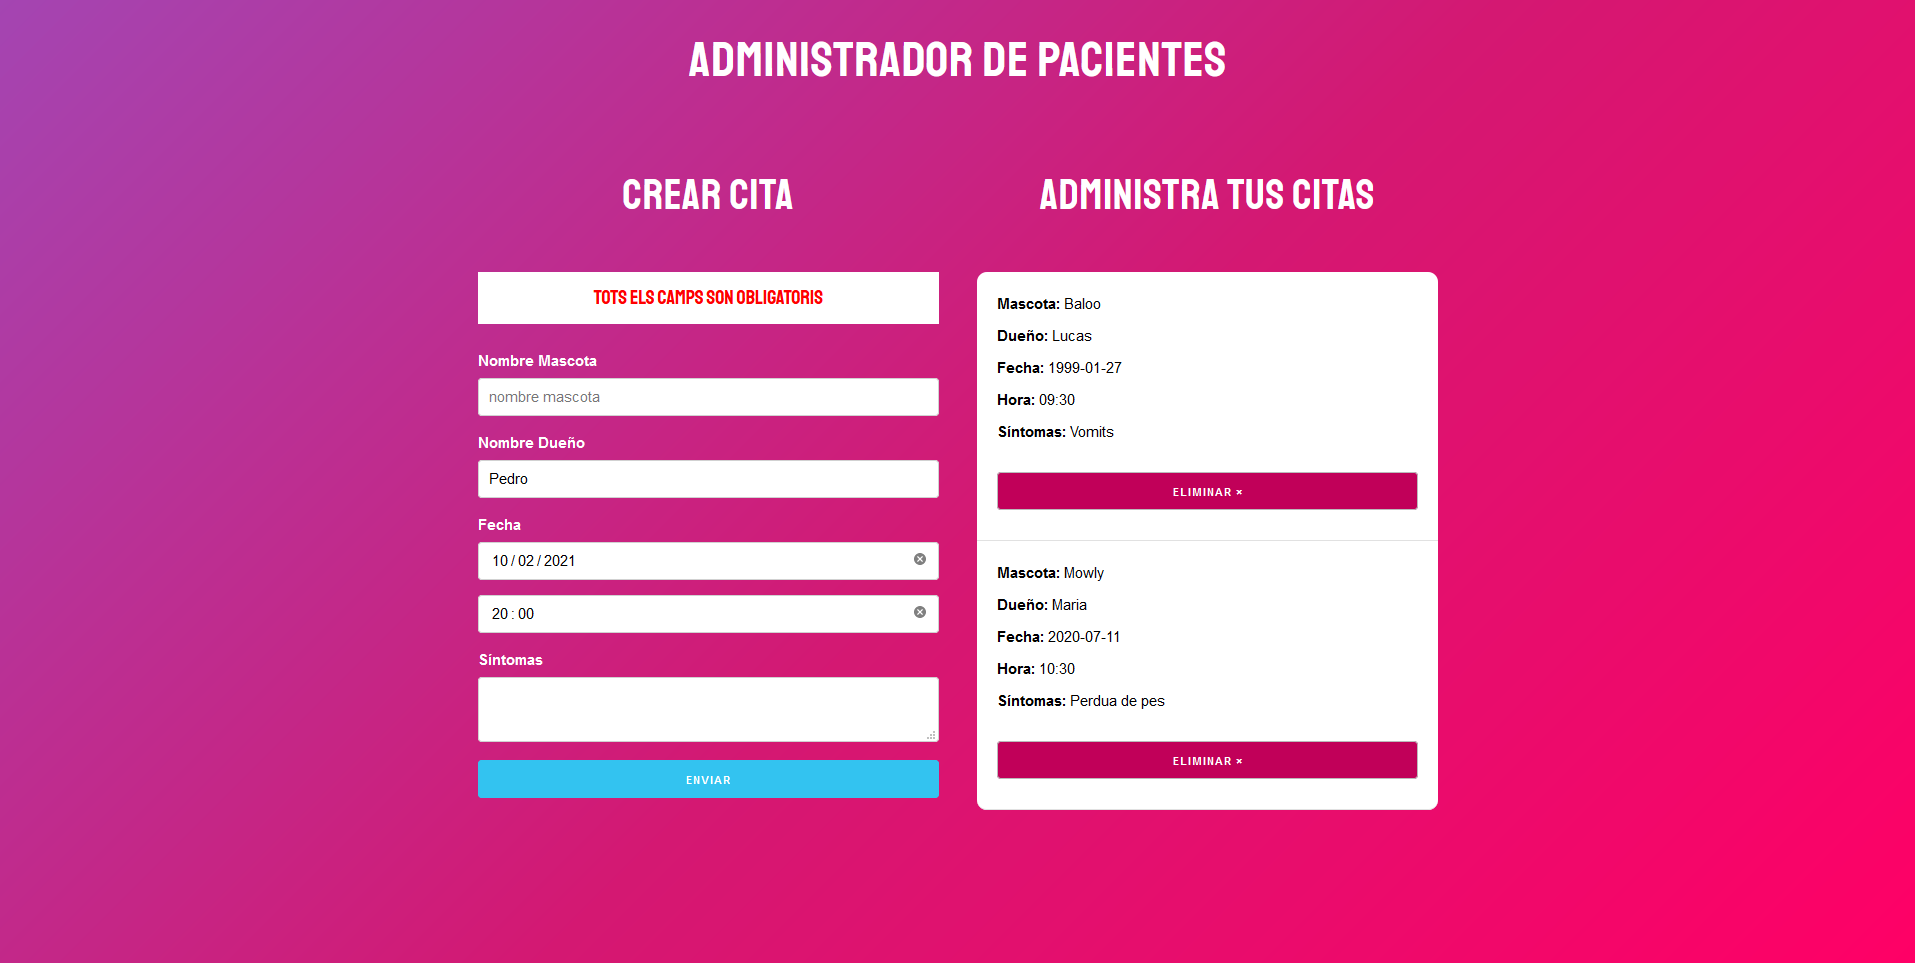 ADMINISTRADOR DE PACIENTES
CREAR CITA
TOTS ELS CAMPS SON OBLIGATORIS
Nombre Mascota
nombre mascota
Nombre Dueño
Pedro
Fecha
10 / 02 / 2021
20 : 00
Síntomas
ENVIAR
ADMINISTRA TUS CITAS
Mascota: Baloo
Dueño: Lucas
Fecha: 1999-01-27
Hora: 09:30
Síntomas: Vomits
ELIMINAR ×
Mascota: Mowly
Dueño: Maria
Fecha: 2020-07-11
Hora: 10:30
Síntomas: Perdua de pes
ELIMINAR ×